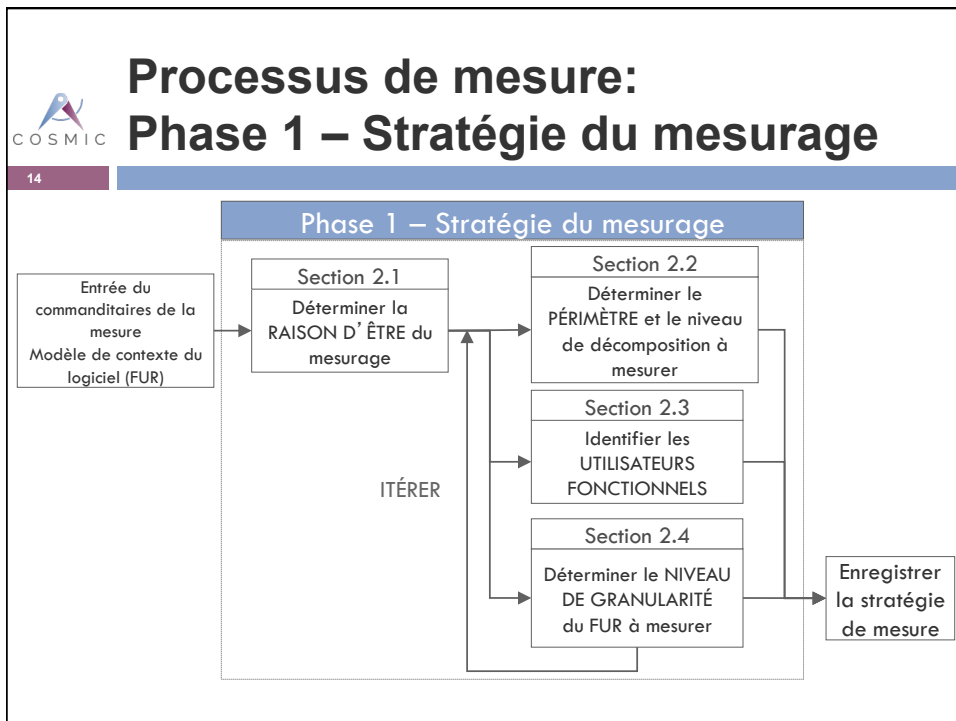 Processus de mesure:
Phase 1 – Stratégie du mesurage
COSMIC
14
Phase 1 – Stratégie du mesurage
Entrée du
commanditaires de la
mesure
Modèle de contexte du
logiciel (FUR)
Section 2.1
Déterminer la
RAISON D’ÊTRE du
mesurage
Section 2.2
Déterminer le
PÉRIMÈTRE et le niveau
de décomposition à
mesurer
Section 2.3
Identifier les
UTILISATEURS
FONCTIONNELS
ITÉRER
Section 2.4
Déterminer le NIVEAU
DE GRANULARITÉ
du FUR à mesurer
Enregistrer
la stratégie
de mesure